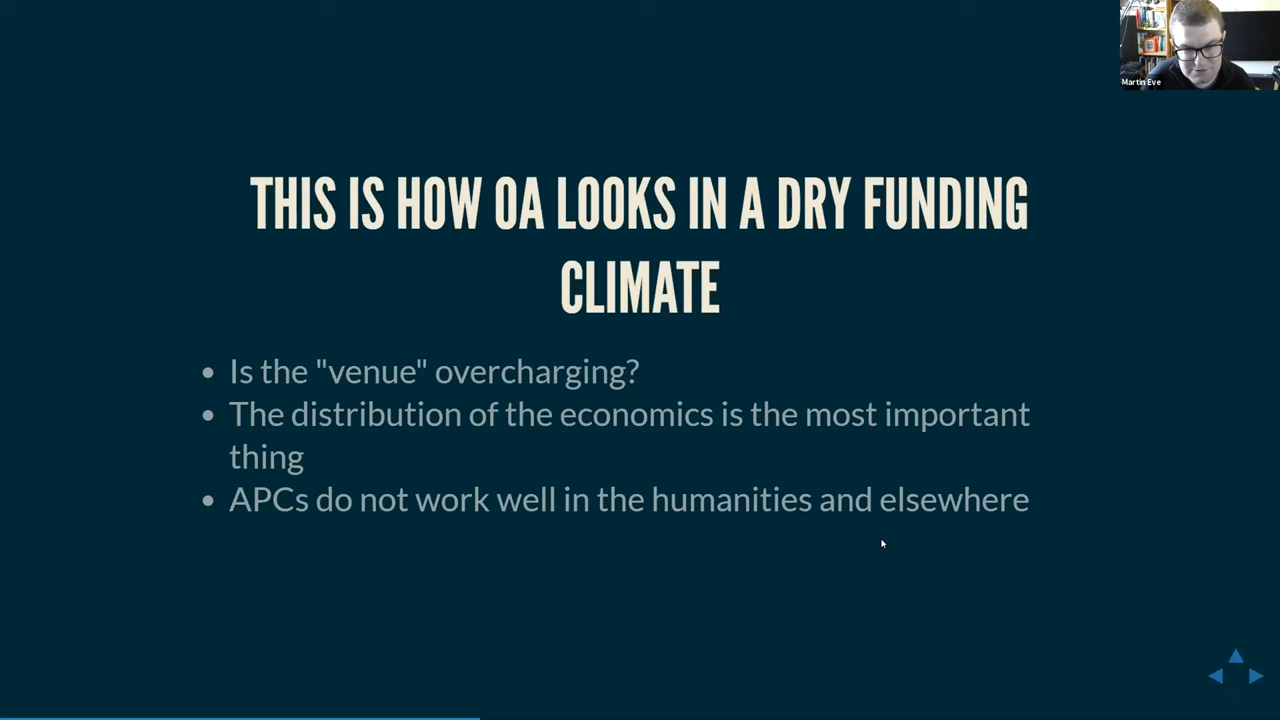 Martin Eve
THIS IS HOW OA LOOKS IN A DRY FUNDING
CLIMATE
• Is the "venue" overcharging?
• The distribution of the economics is the most important
thing
• APCs do not work well in the humanities and elsewhere